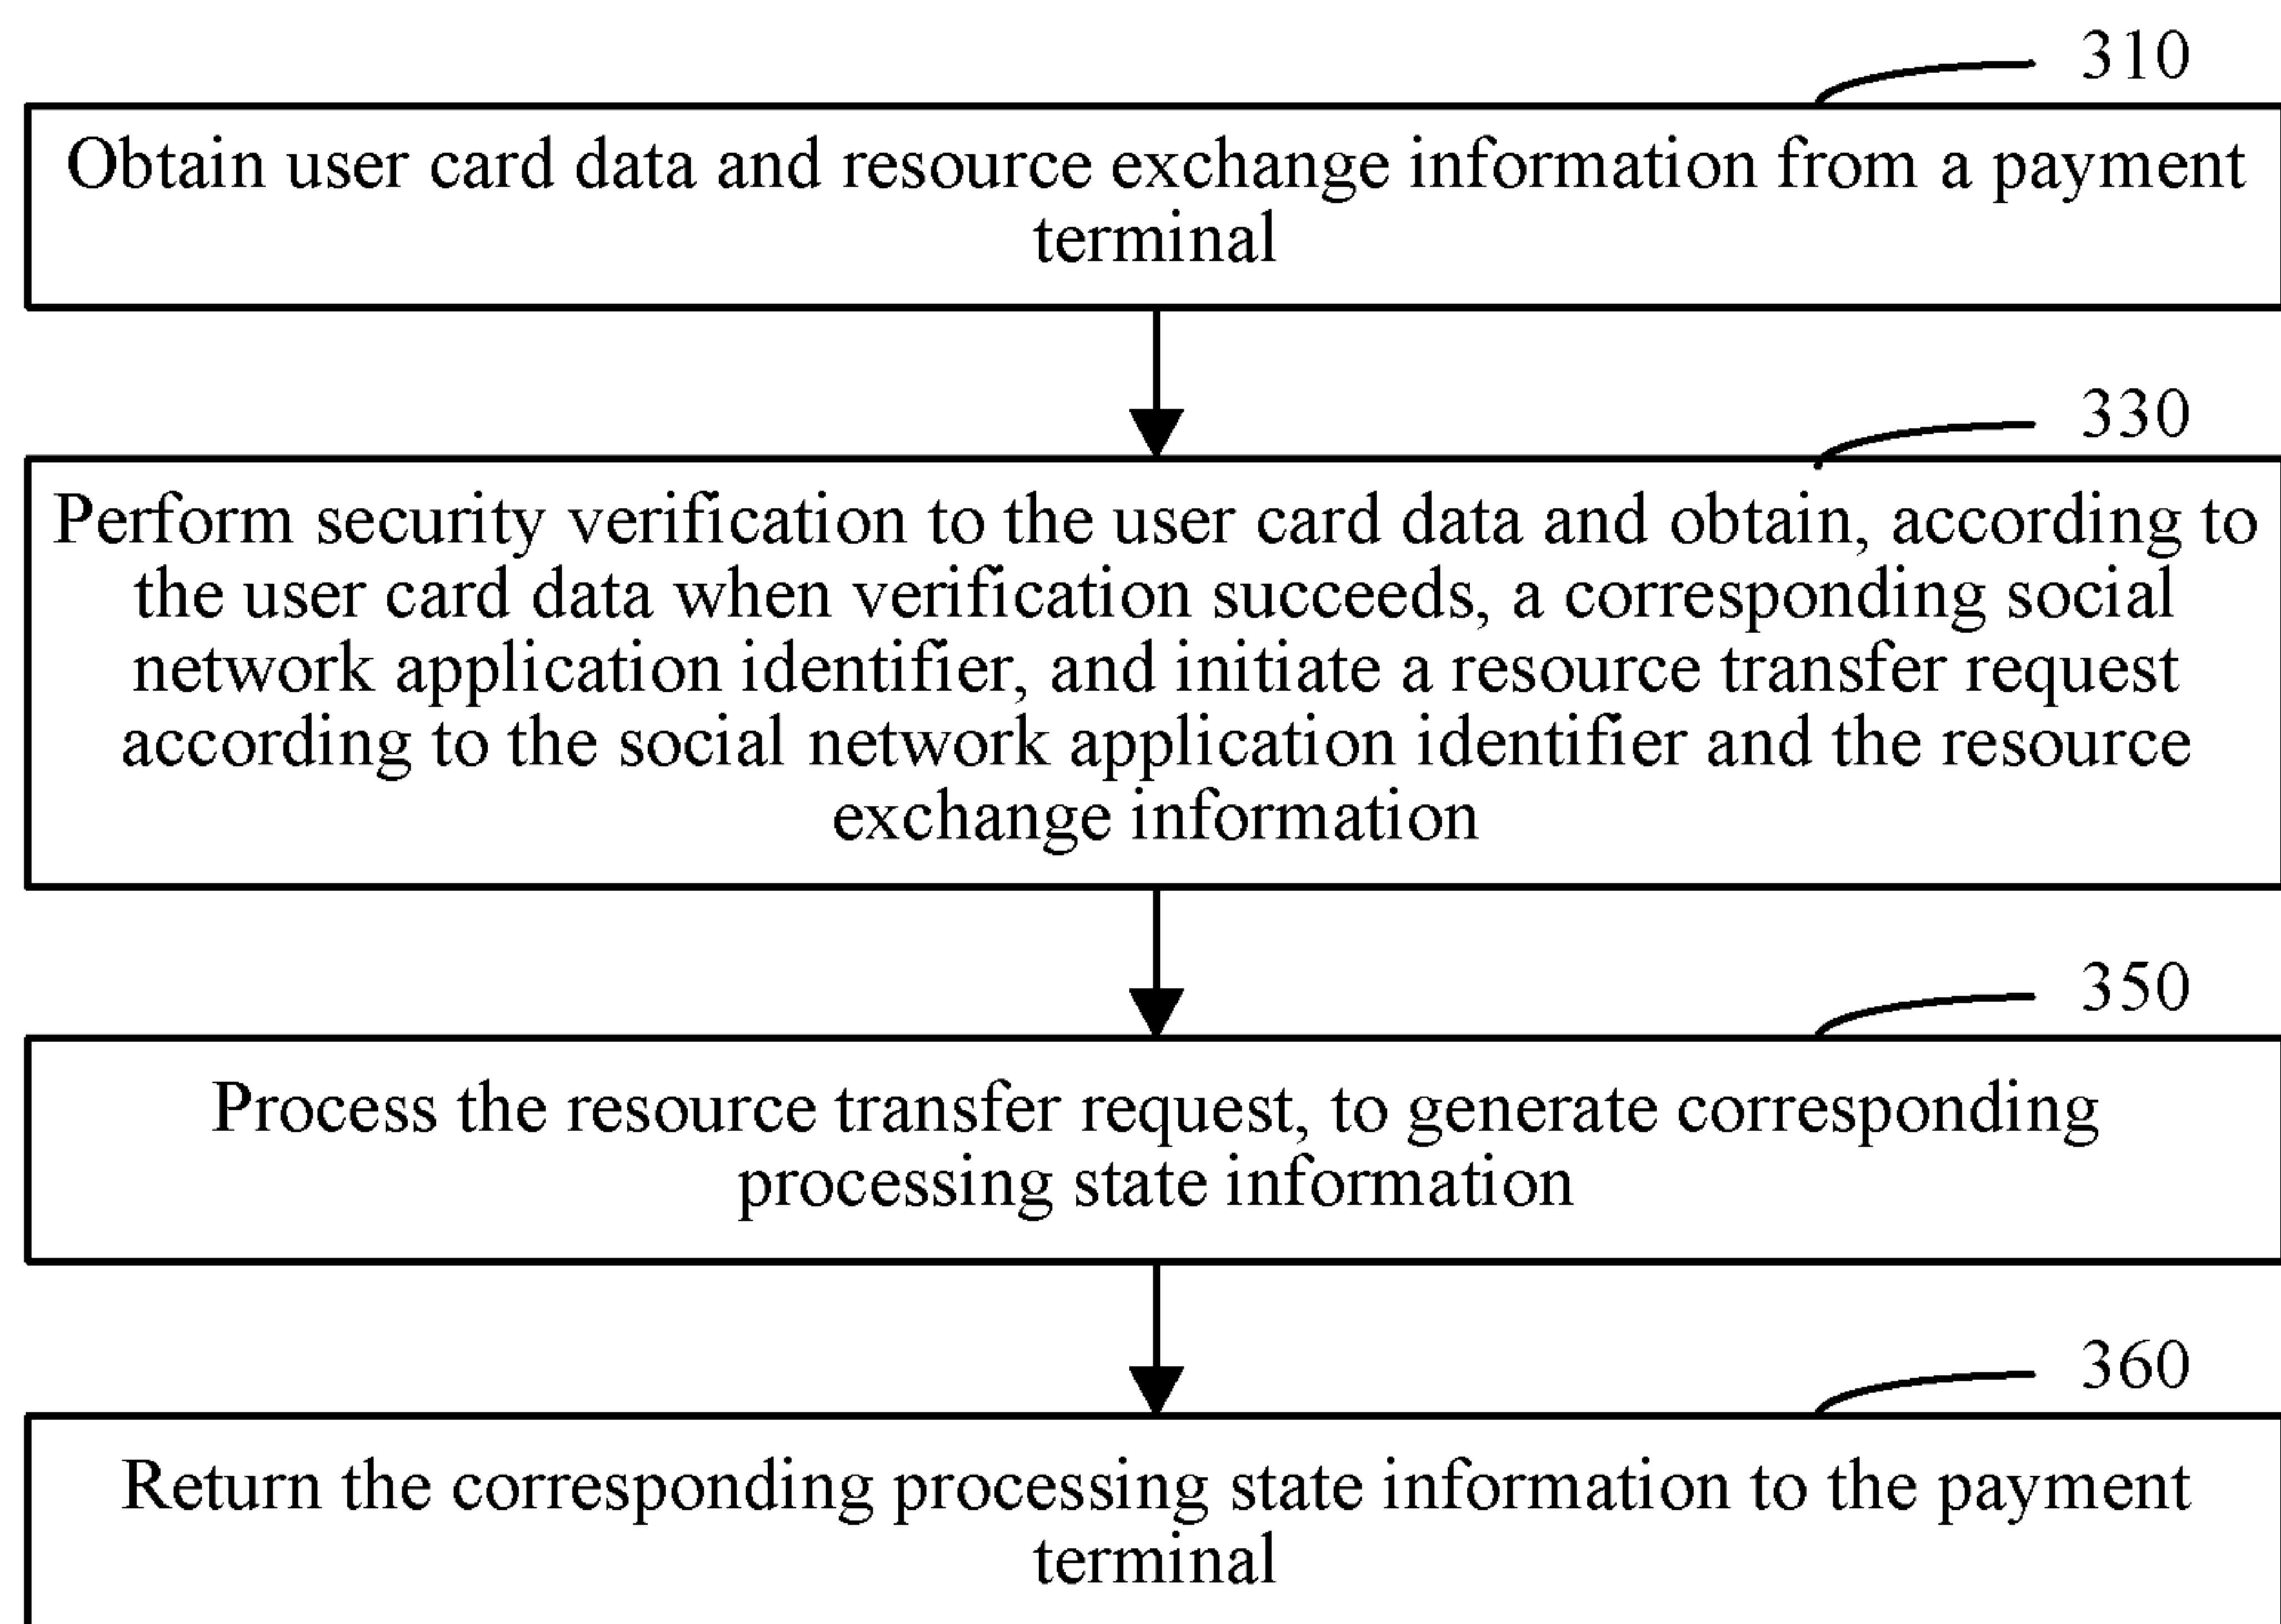 310
Obtain user card data and resource exchange information from a payment
terminal
330
Perform security verification to the user card data and obtain, according to
the user card data when verification succeeds, a corresponding social
network application identifier, and initiate a resource transfer request
according to the social network application identifier and the resource
exchange information
350
Process the resource transfer request, to generate corresponding
processing state information
360
Return the corresponding processing state information to the payment
terminal